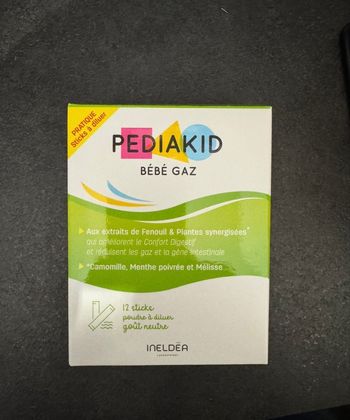 PRATIQUE
Sticks à diluer
PEDIAKID
BÉBÉ GAZ
Aux extraits de Fenouil & Plantes synergisées*
qui améliorent le Confort Digestif
et réduisent les gaz et la gêne intestinale
*Camomille, Menthe poivrée et Mélisse
12 sticks
poudre à diluer
goût neutre
INELDÉA